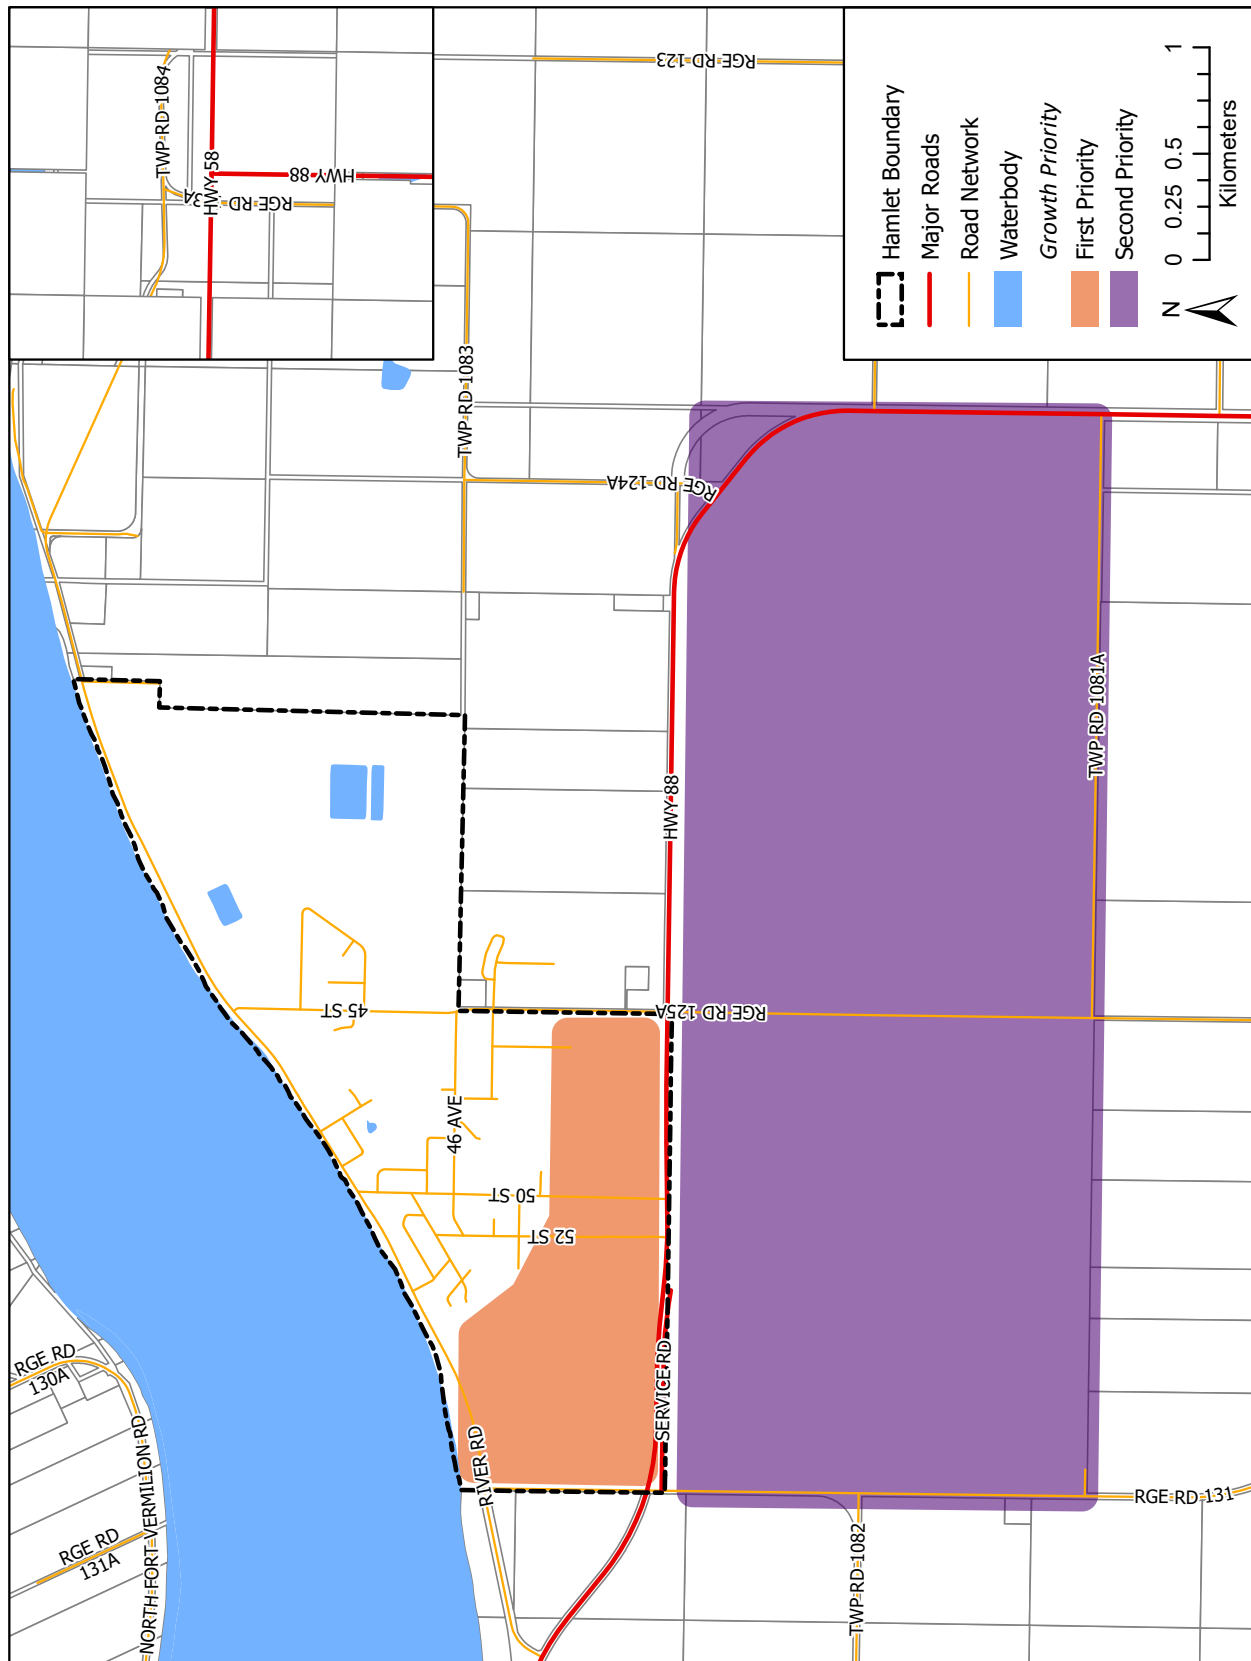 TWP RD 1084
HWY 58
HWY 88
RGE RD
3A
RGE RD 123
TWP RD 1083
RGE RD 124A
RGE RD
HWY 88
TWP RD 1081A
RGE RD 125A
45 ST
46 AVE
50 ST
52 ST
SERVICE RD
RIVER RD
RGE RD 131
TWP RD 1082
RGE RD
130A
NORTH FORT VERMILION RD
RGE RD
131A
Hamlet Boundary
Major Roads
Road Network
Waterbody
Growth Priority
First Priority
Second Priority
N
0 0.25 0.5 1
Kilometers